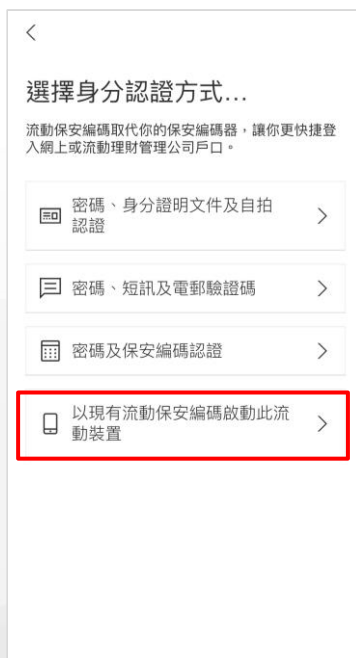 選擇身分認證方式...
流動保安編碼取代你的保安編碼器，讓你更快捷登
入網上或流動理財管理公司戶口。
密碼、身分證明文件及自拍
認證
密碼、短訊及電郵驗證碼
密碼及保安編碼認證
以現有流動保安編碼啟動此流
動裝置